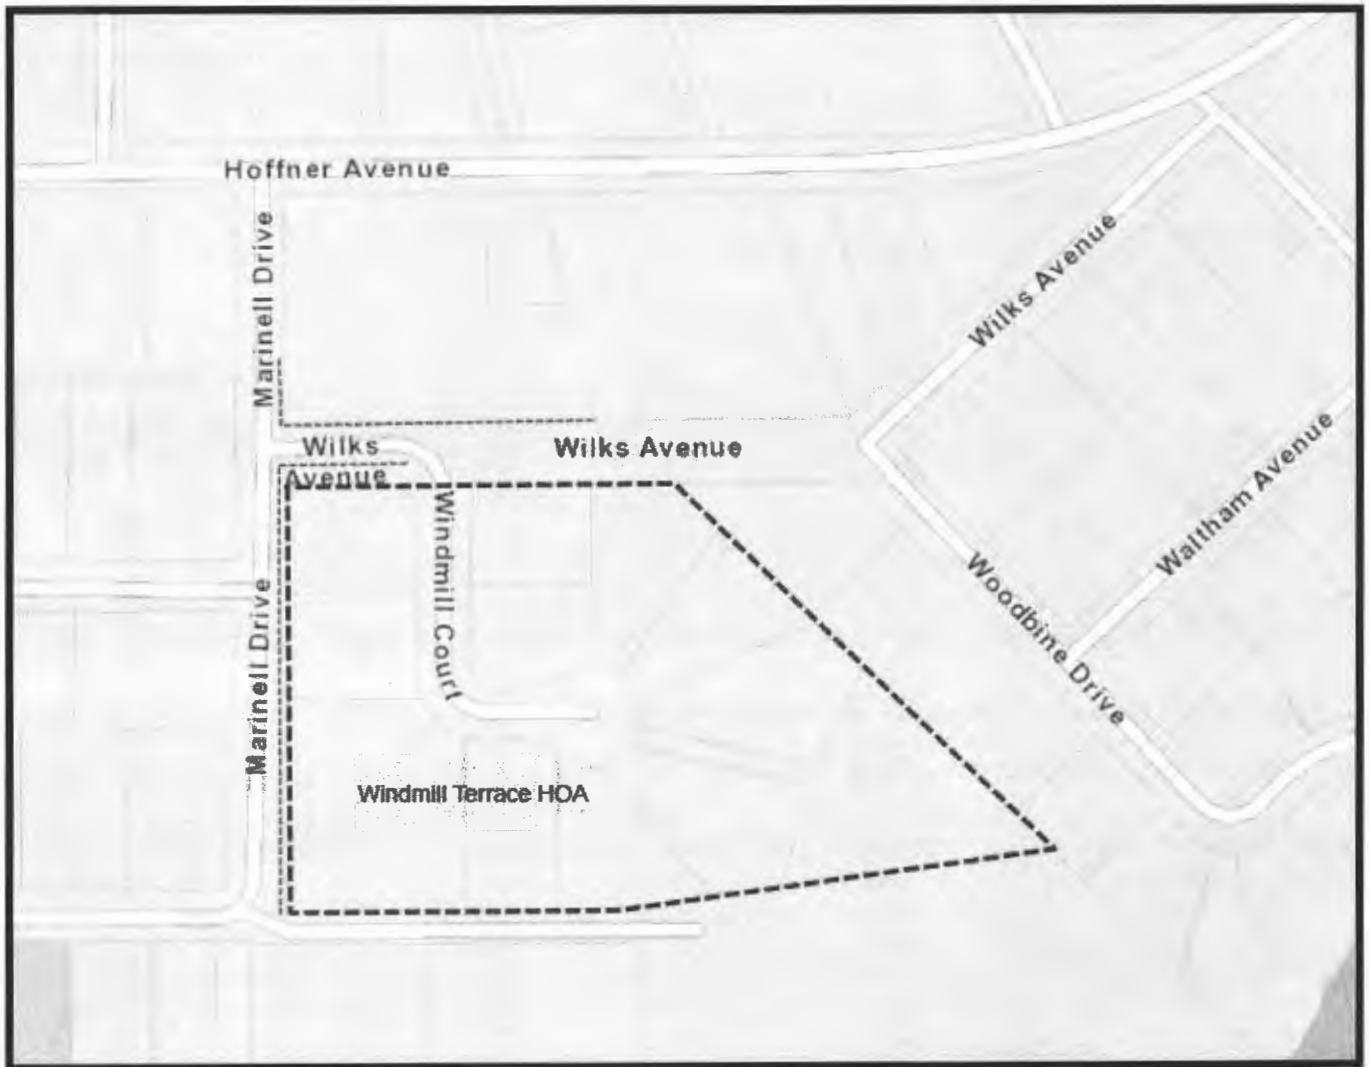 Hoffner Avenue
Marinell Drive
Wilks Avenue
Wilks
Avenue
Wilks Avenue
Windmill Court
Waltham Avenue
Woodbine Drive
Marinell Drive
Windmill Terrace HOA